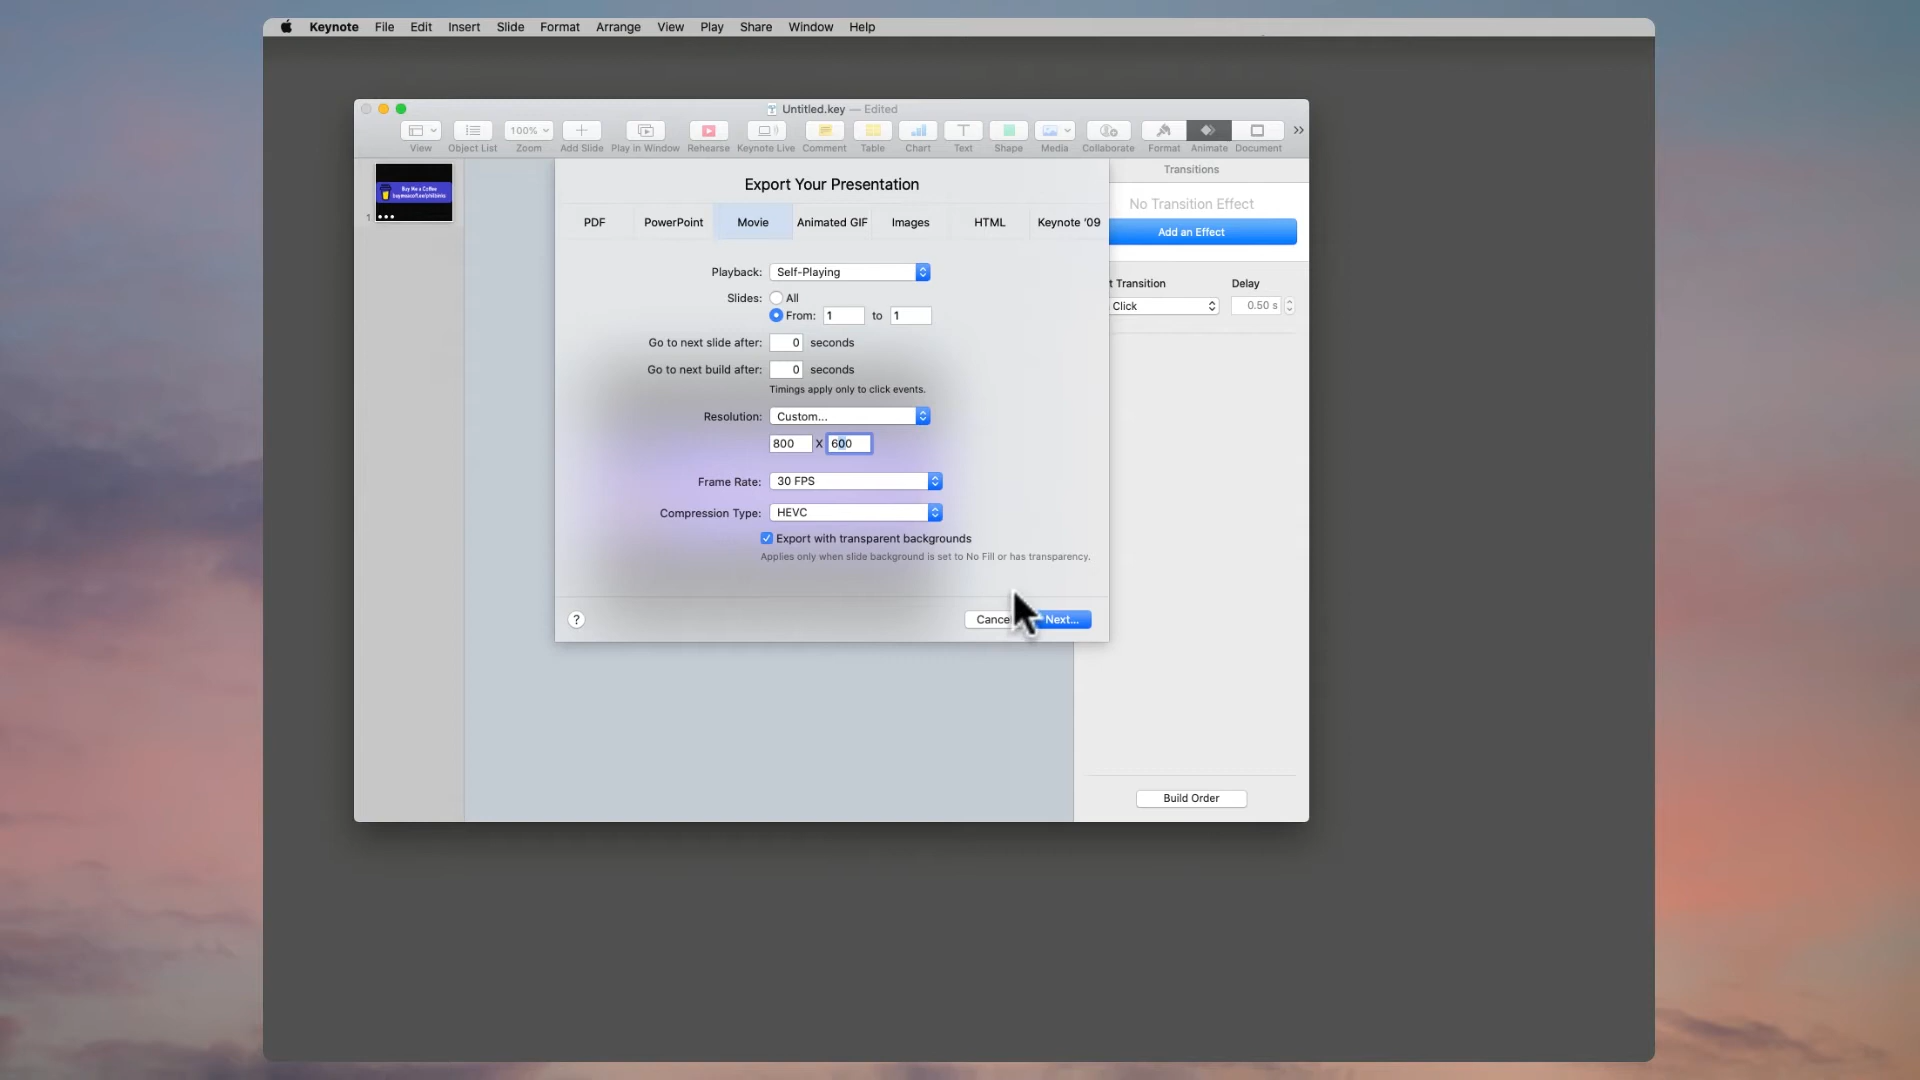 Keynote File Edit Insert Slide Format Arrange View Play Share Window Help
Untitled.key — Edited
100%
View Object List Zoom Add Slide Play in Window Rehearse Keynote Live Comment Table Chart Text Shape Media Collaborate Format Animate Document
Buy Me a Coffee
1
Export Your Presentation
PDF PowerPoint Movie Animated GIF Images HTML Keynote '09
Playback: Self-Playing
Slides: All
From: 1 to 1
Go to next slide after: 0 seconds
Go to next build after: 0 seconds
Timings apply only to click events.
Resolution: Custom...
800 X 600
Frame Rate: 30 FPS
Compression Type: HEVC
Export with transparent backgrounds
Applies only when slide background is set to No Fill or has transparency.
? Cancel Next...
Transitions
No Transition Effect
Add an Effect
t Transition Delay
Click 0.50 s
Build Order